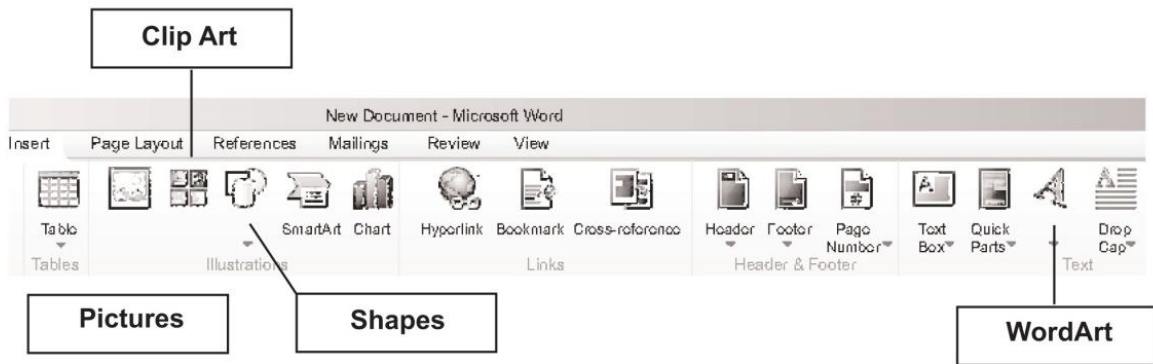 Clip Art
New Document - Microsoft Word
Insert Page Layout References Mailings Review View
Table SmartArt Chart Hyperlink Bookmark Cross-reference Header Footer Page Number Text Box Quick Parts Drop Cap
Tables Illustrations Links Header & Footer Text
Pictures
Shapes
WordArt